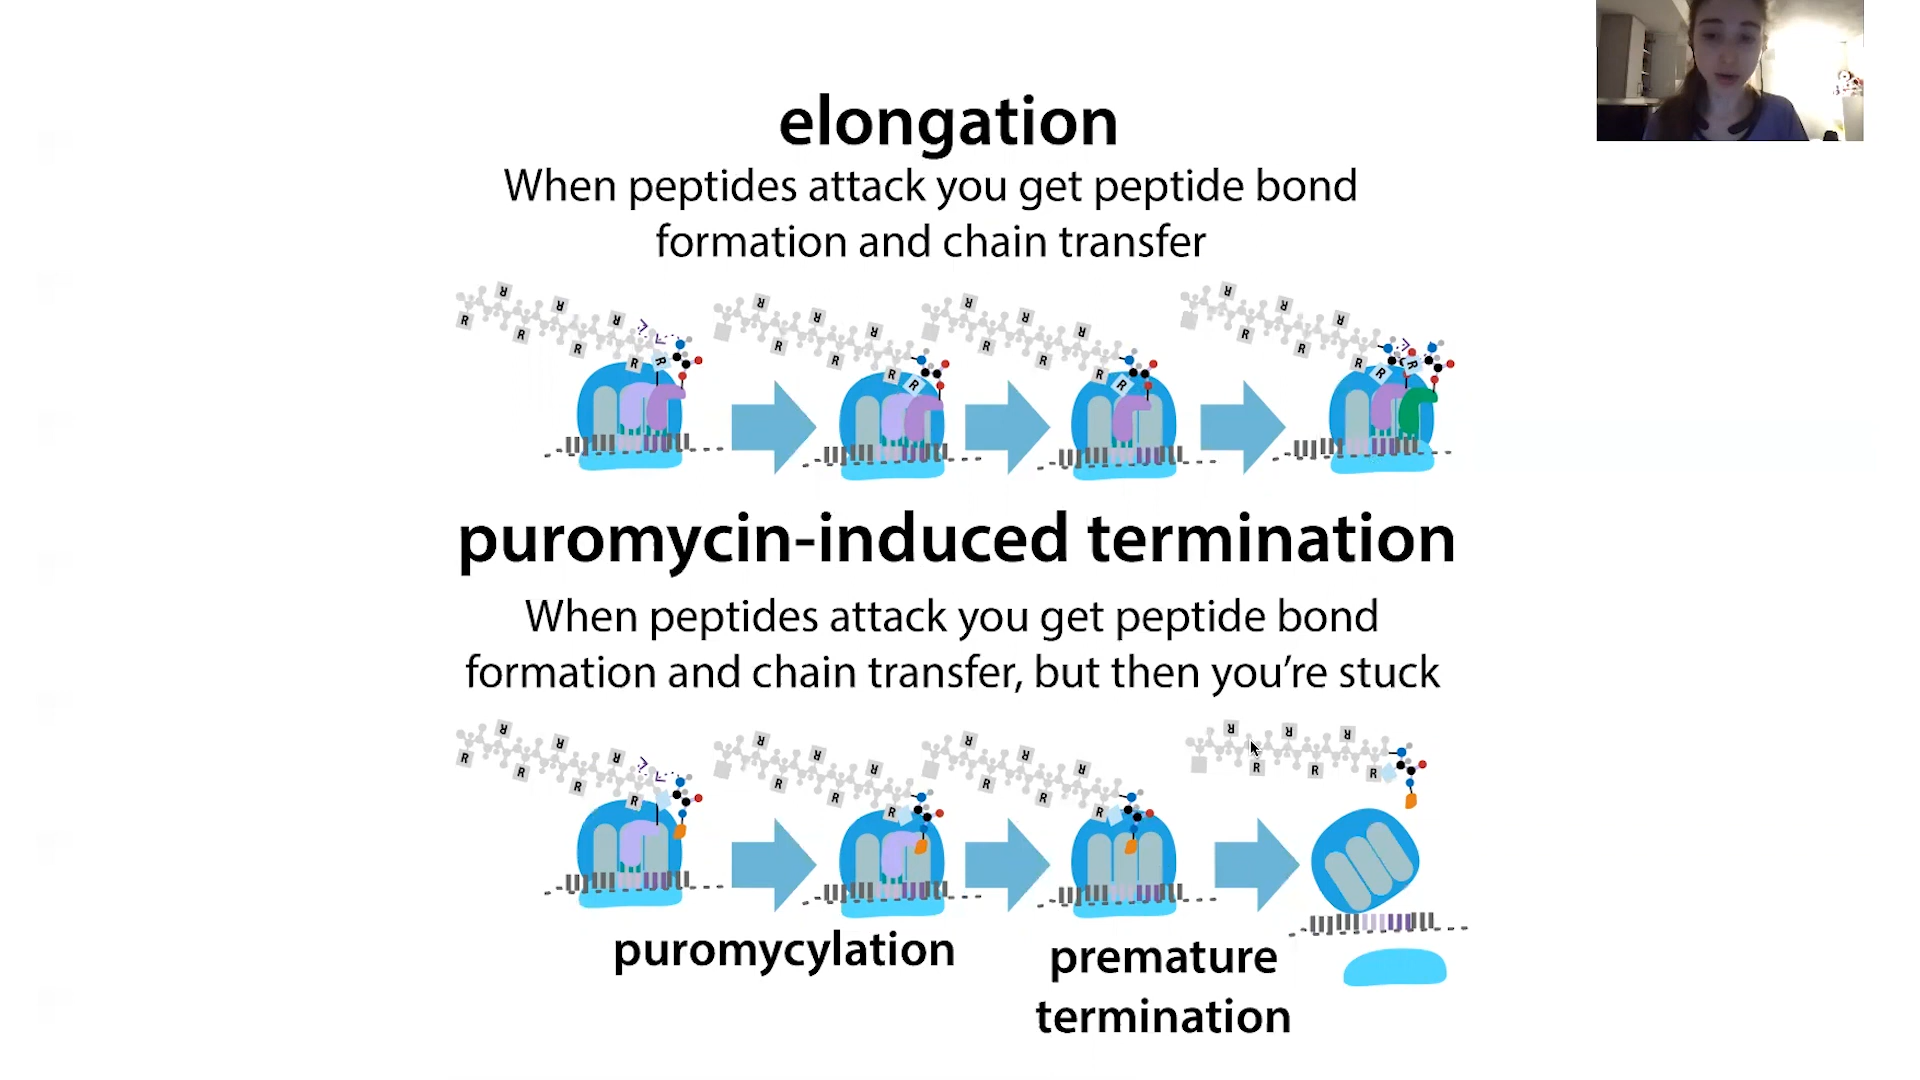 elongation
When peptides attack you get peptide bond
formation and chain transfer
R R R R R R R R
R R R R R R R
R R R R R R R
R R R R R R R R
puromycin-induced termination
When peptides attack you get peptide bond
formation and chain transfer, but then you're stuck
R R R R R R R
R R R R R R
R R R R R R
R R R R R R
puromycylation
premature
termination